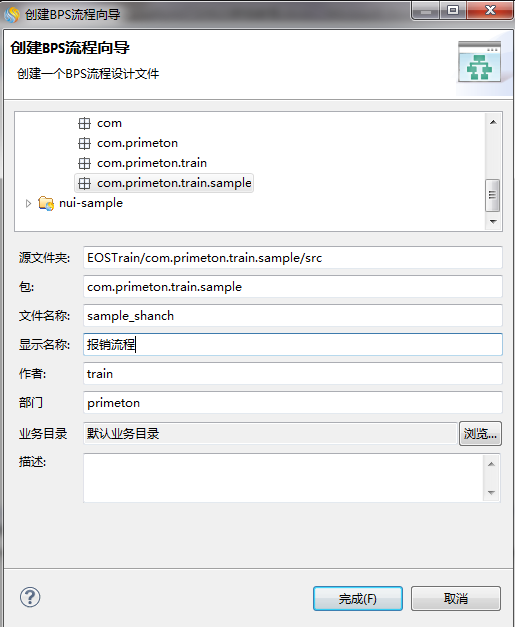 创建BPS流程向导
创建BPS流程向导
创建一个BPS流程设计文件
com
com.primeton
com.primeton.train
com.primeton.train.sample
nui-sample
源文件夹: EOSTrain/com.primeton.train.sample/src
包: com.primeton.train.sample
文件名称: sample_shanch
显示名称: 报销流程
作者: train
部门 primeton
业务目录 默认业务目录 浏览...
描述:
? 完成(F) 取消